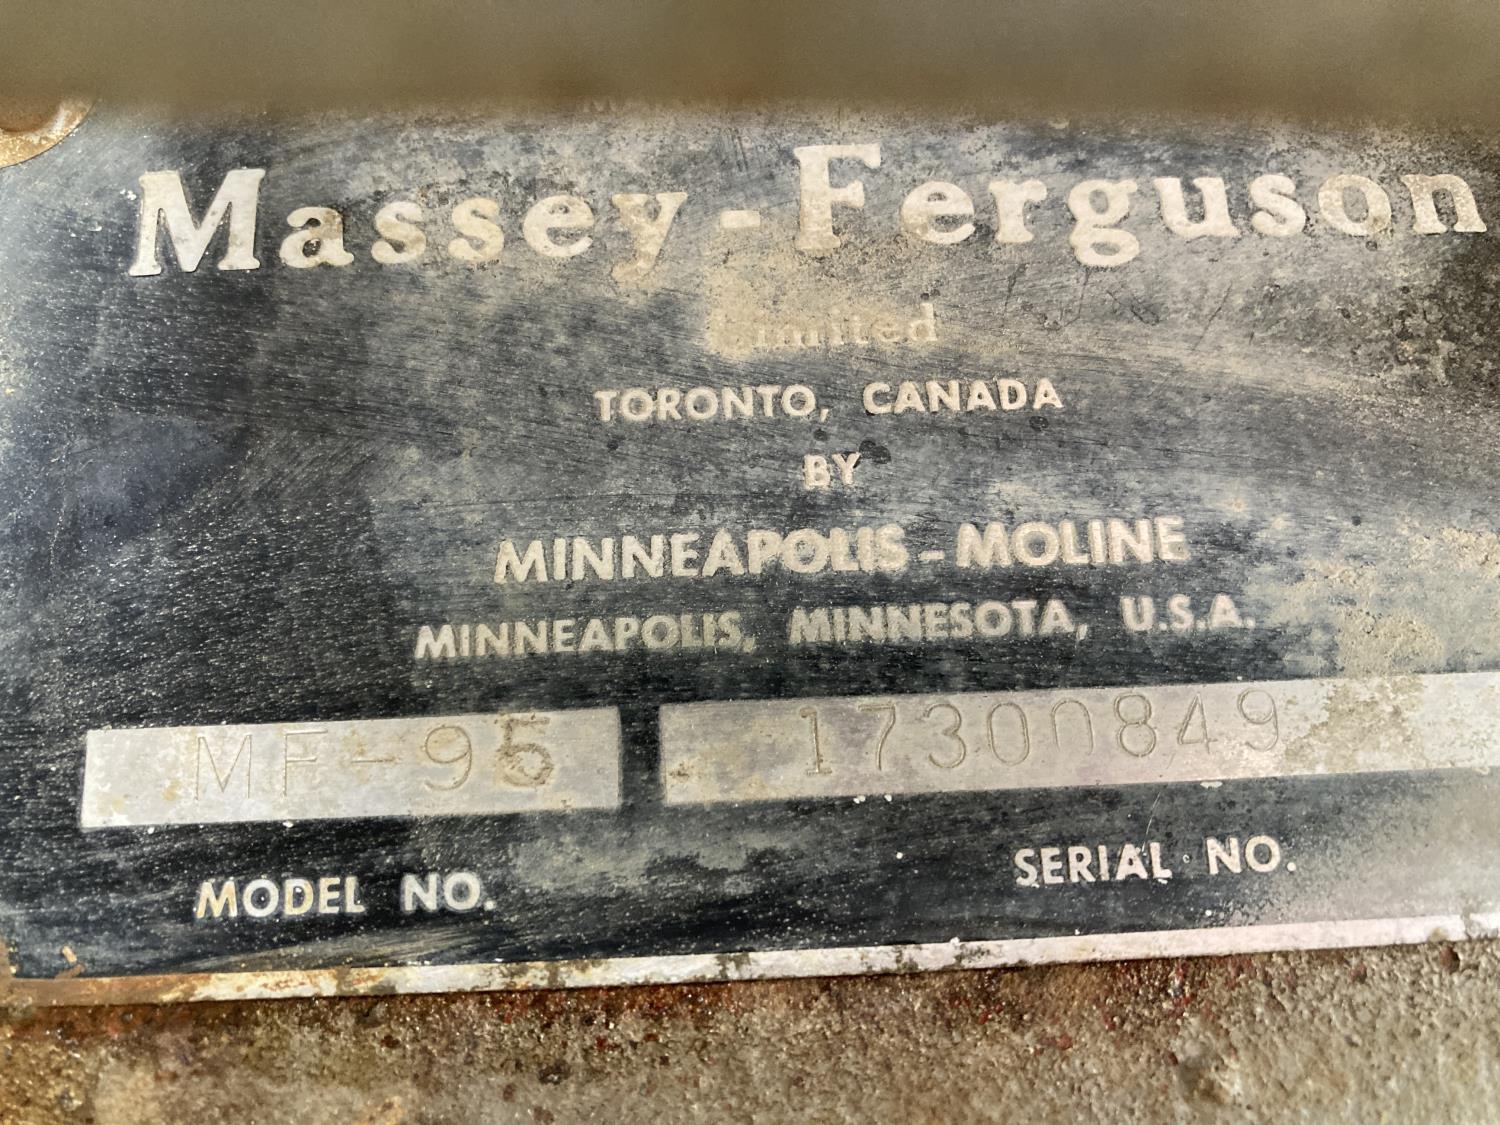 Massey-Ferguson
Limited
TORONTO, CANADA
BY
MINNEAPOLIS-MOLINE
MINNEAPOLIS, MINNESOTA, U.S.A.
MF-95 17300849
MODEL NO. SERIAL NO.